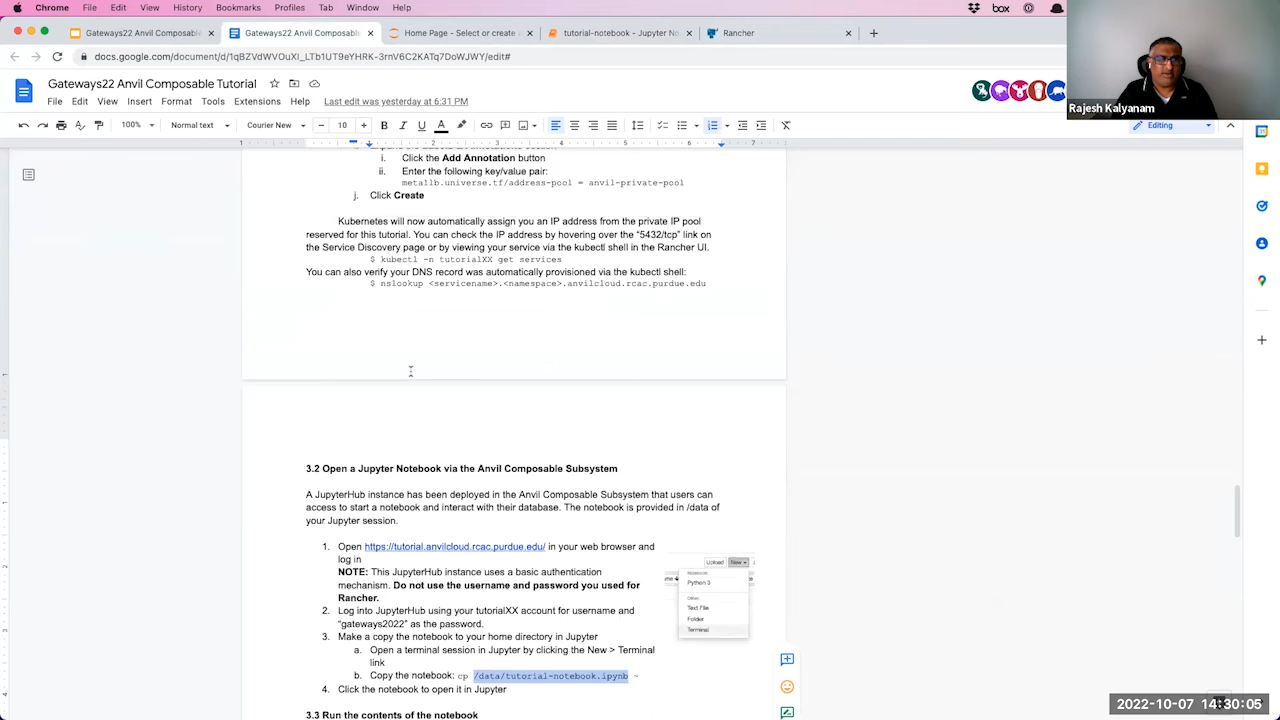 Chrome File Edit View History Bookmarks Profiles Tab Window Help
box
Gateways22 Anvil Composable
Gateways22 Anvil Composable
Home Page - Select or create
tutorial-notebook - Jupyter No
Rancher
docs.google.com/document/d/1qBZVdWVOuXl_LTb1UT9eYHRK-3rnV6C2KATq7DoWJWY/edit#
Gateways22 Anvil Composable Tutorial
File Edit View Insert Format Tools Extensions Help Last edit was yesterday at 6:31 PM
100% Normal text Courier New 10 Editing
Rajesh Kalyanam
i. Click the Add Annotation button
ii. Enter the following key/value pair:
metallb.universe.tf/address-pool = anvil-private-pool
j. Click Create
Kubernetes will now automatically assign you an IP address from the private IP pool
reserved for this tutorial. You can check the IP address by hovering over the "5432/tcp" link on
the Service Discovery page or by viewing your service via the kubectl shell in the Rancher UI.
$ kubectl -n tutorialXX get services
You can also verify your DNS record was automatically provisioned via the kubectl shell:
$ nslookup <servicename>.<namespace>.anvilcloud.rcac.purdue.edu
3.2 Open a Jupyter Notebook via the Anvil Composable Subsystem
A JupyterHub instance has been deployed in the Anvil Composable Subsystem that users can
access to start a notebook and interact with their database. The notebook is provided in /data of
your Jupyter session.
1. Open https://tutorial.anvilcloud.rcac.purdue.edu/ in your web browser and
log in
NOTE: This JupyterHub instance uses a basic authentication
mechanism. Do not use the username and password you used for
Rancher.
2. Log into JupyterHub using your tutorialXX account for username and
"gateways2022" as the password.
3. Make a copy the notebook to your home directory in Jupyter
a. Open a terminal session in Jupyter by clicking the New > Terminal
link
b. Copy the notebook: cp /data/tutorial-notebook.ipynb ~
4. Click the notebook to open it in Jupyter
3.3 Run the contents of the notebook
Upload New
Notebook:
Python 3
Other:
Text File
Folder
Terminal
2022-10-07 14:30:05